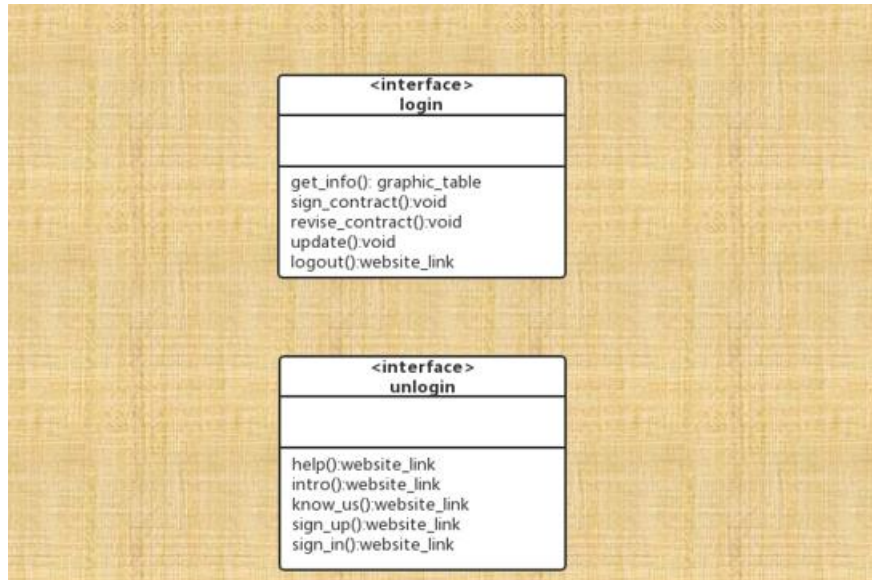 <interface>
login
get_info(): graphic_table
sign_contract():void
revise_contract():void
update():void
logout():website_link
<interface>
unlogin
help():website_link
intro():website_link
know_us():website_link
sign_up():website_link
sign_in():website_link